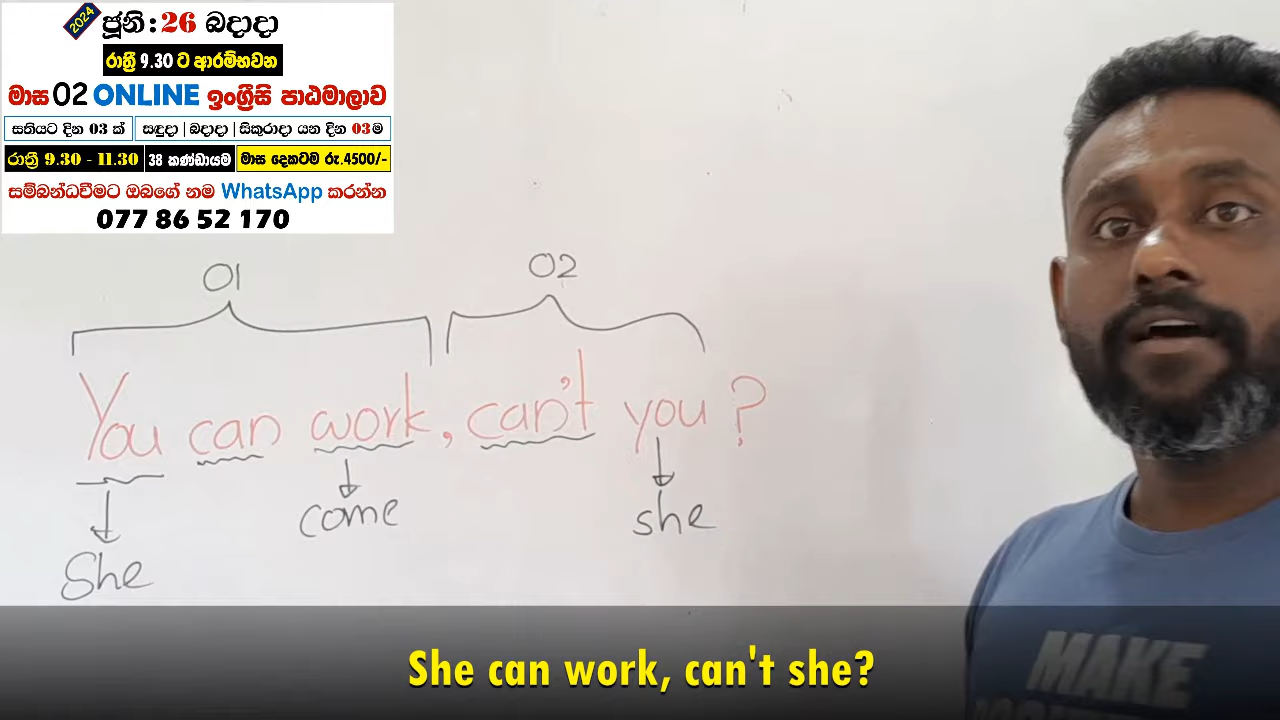 2024 ජූනි : 26 බදාදා
රාත්‍රී 9.30 ට ආරම්භවන
මාස 02 ONLINE ඉංග්‍රීසි පාඨමාලාව
සතියට දින 03 ක් සඳුදා | බදාදා | සිකුරාදා යන දින 03ම
රාත්‍රී 9.30 - 11.30 38 කණ්ඩායම මාස දෙකටම රු.4500/-
සම්බන්ධවීමට ඔබගේ නම WhatsApp කරන්න
077 86 52 170
01 02
You can work, can't you?
come she
She
MAKE
She can work, can't she?